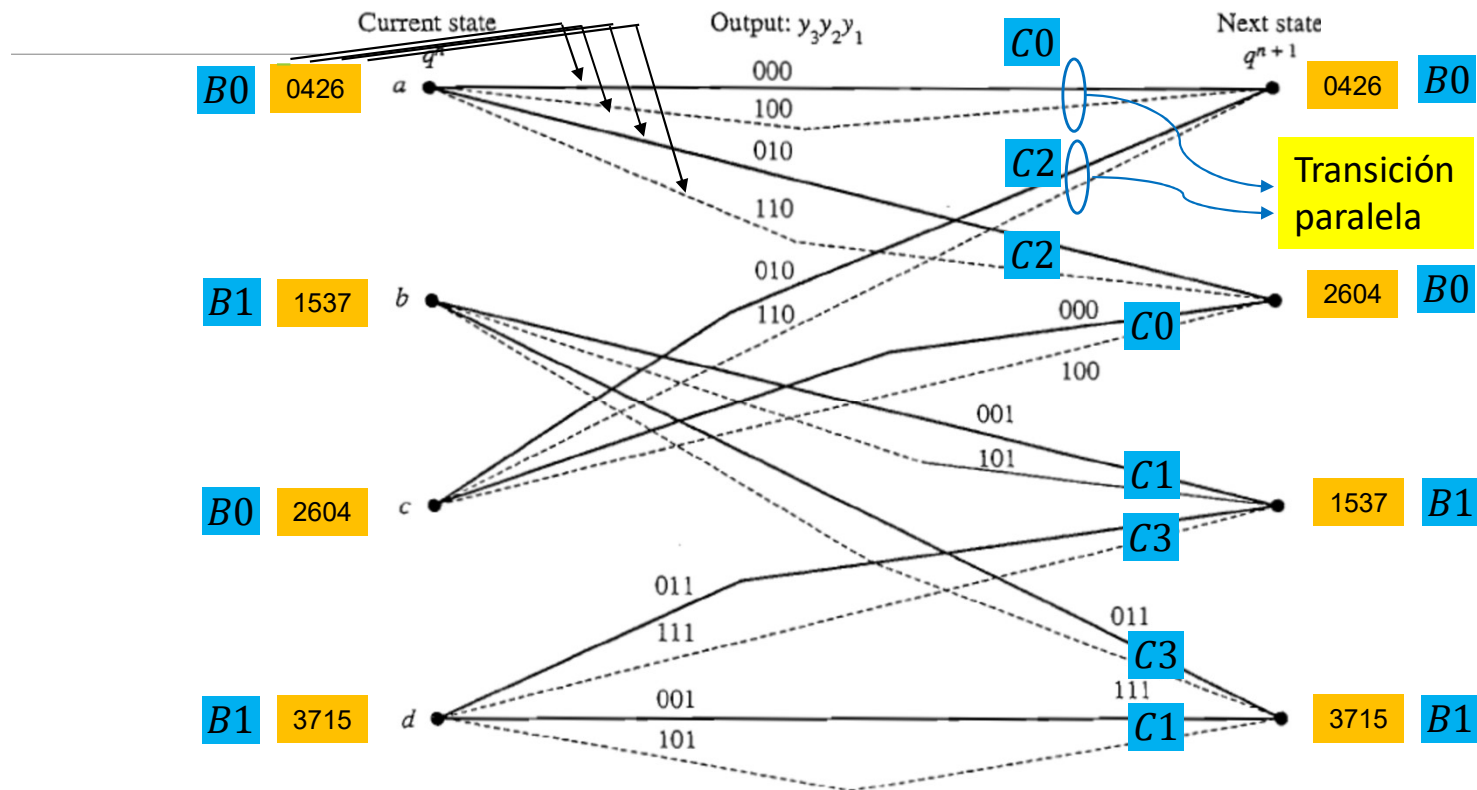 Current state Output: y₃y₂y₁ C0 Next state
qⁿ qⁿ⁺¹
B0 0426 a 000 0426 B0
100
010 C2 Transición
paralela
110
C2
010
B1 1537 b 000 2604 B0
110 C0
100
001
101 C1
B0 2604 c 1537 B1
C3
011 011
111 C3
001 111
B1 3715 d C1 3715 B1
101